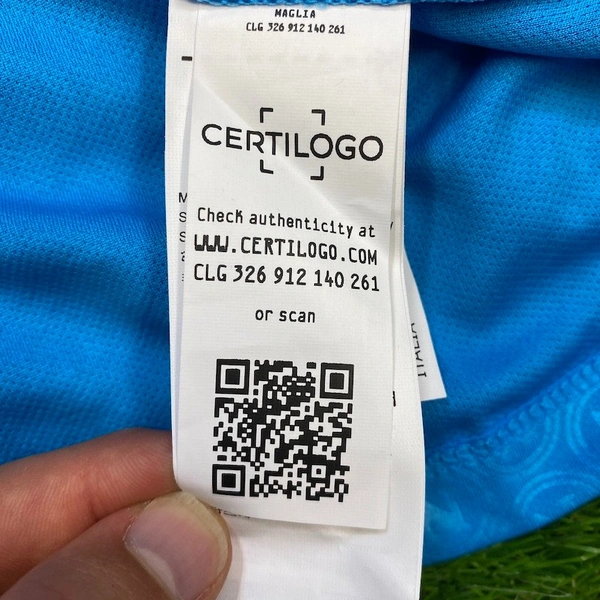 MAGLIA
CLG 326 912 140 261
CERTILOGO
Check authenticity at
WWW.CERTILOGO.COM
CLG 326 912 140 261
or scan
ITALIA